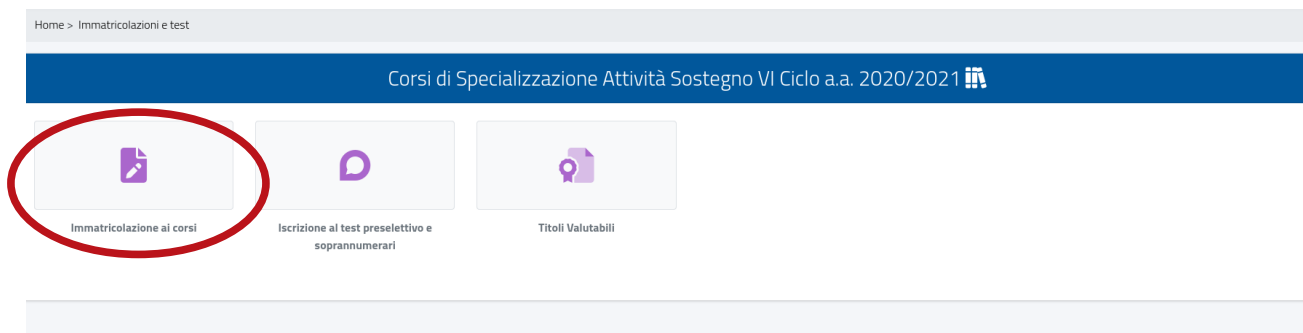 Home > Immatricolazioni e test
Corsi di Specializzazione Attività Sostegno VI Ciclo a.a. 2020/2021
Immatricolazione ai corsi
Iscrizione al test preselettivo e
soprannumerari
Titoli Valutabili